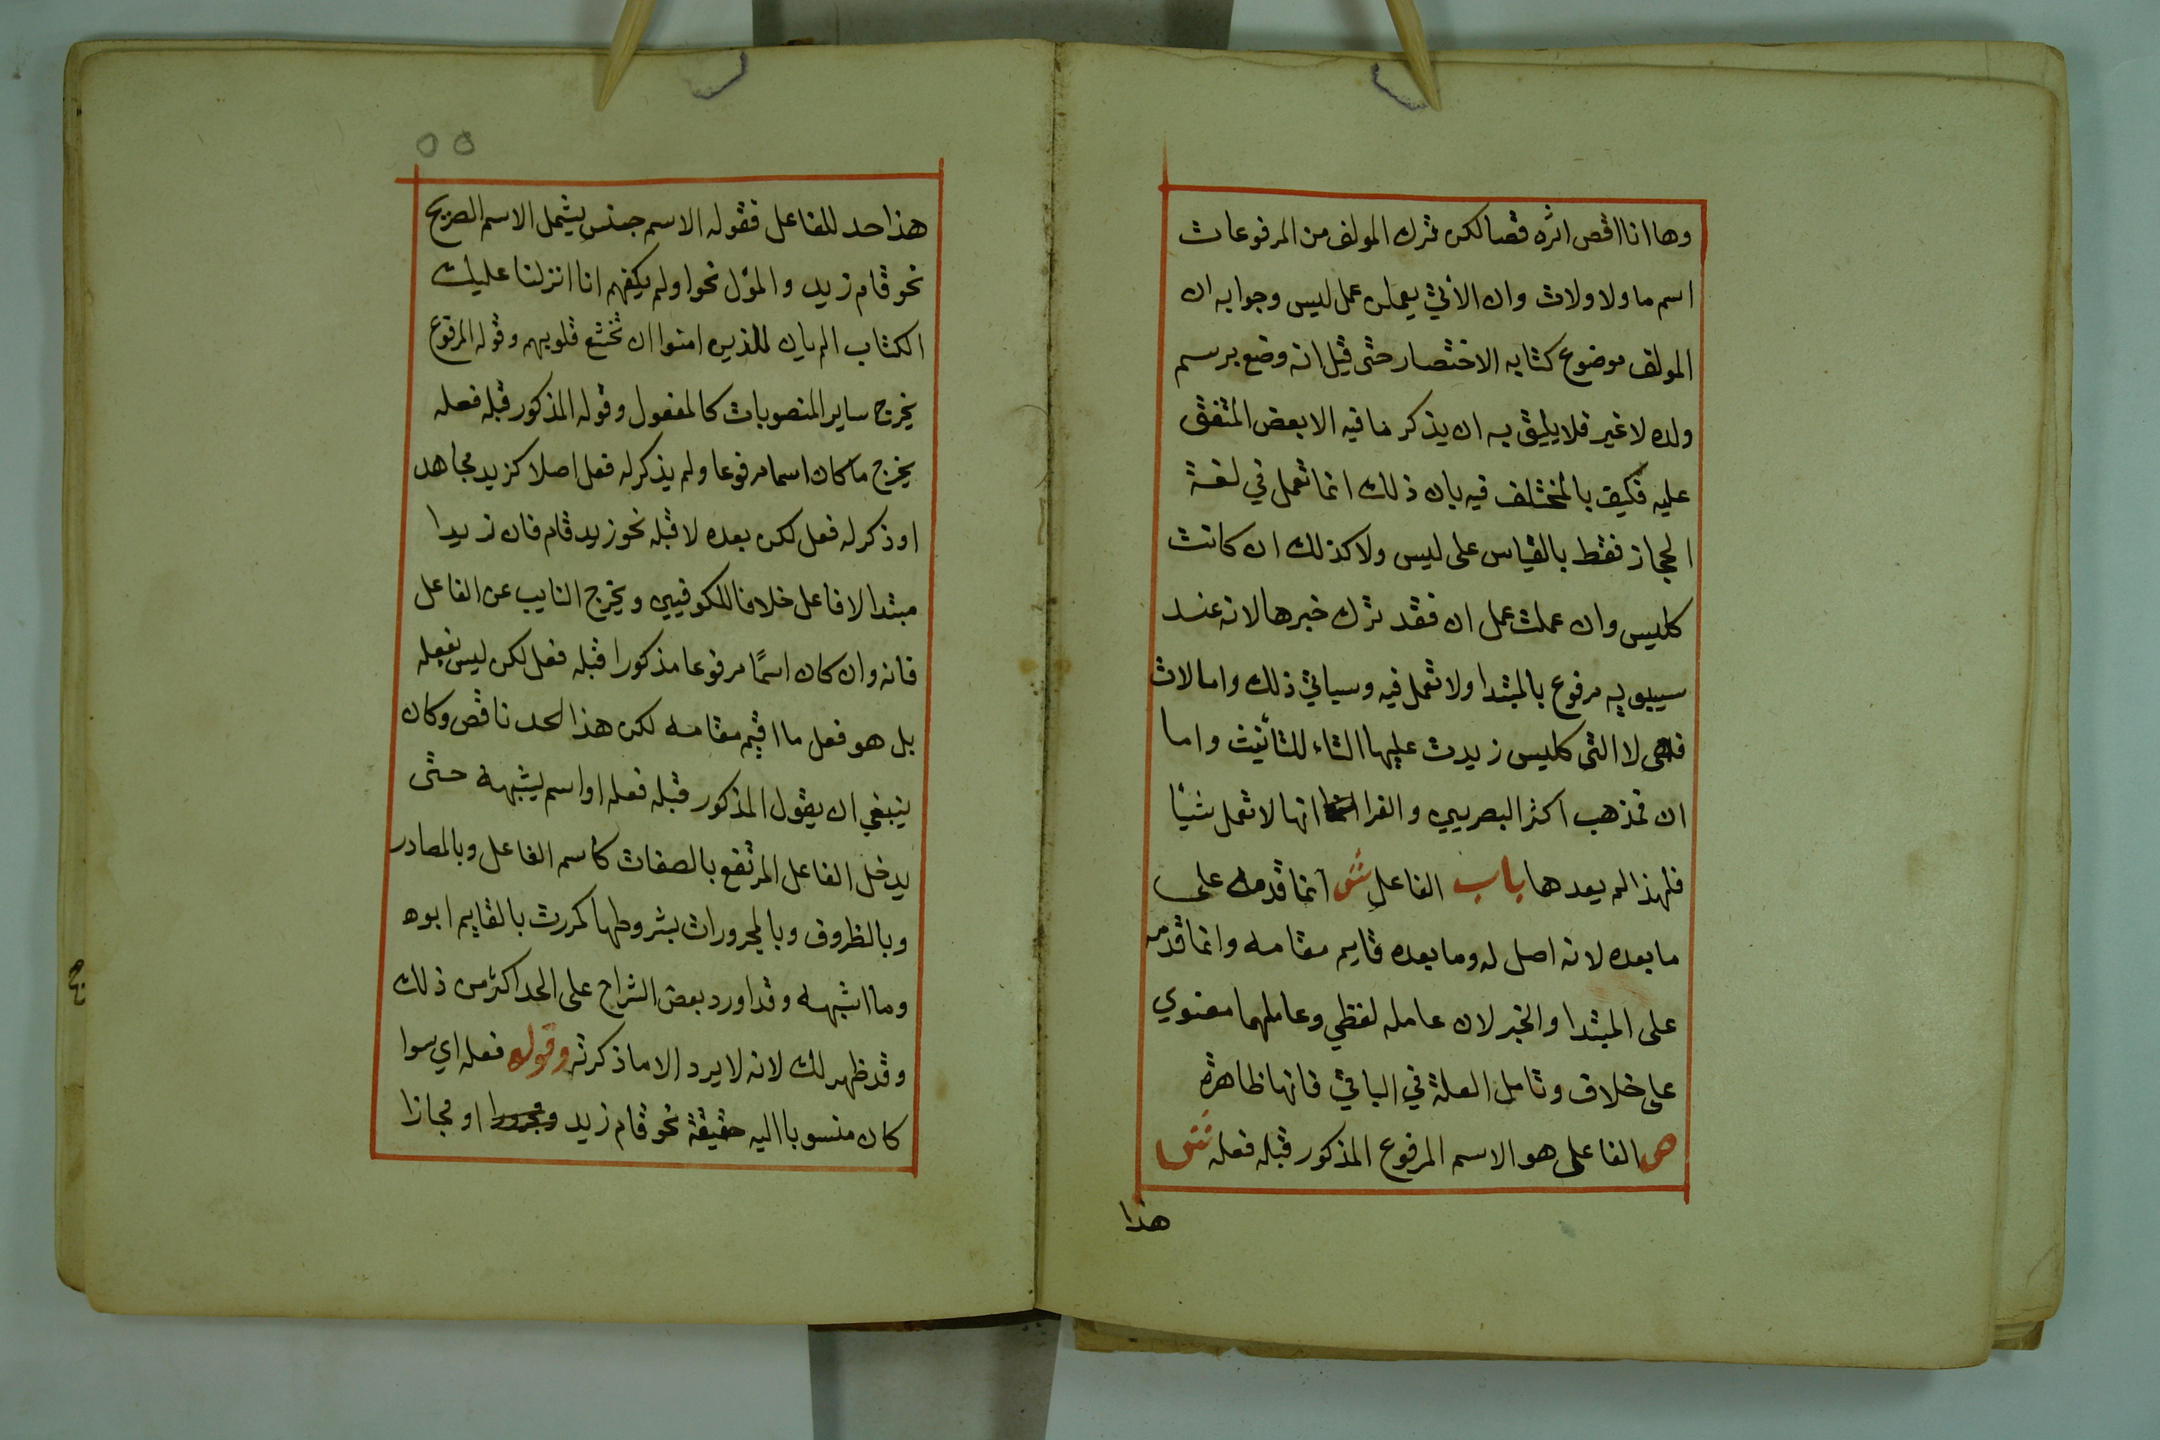 وها انا اقص اثره قصا لكن ترك المولف من المرفوعات
اسم ما ولا ولات وان الأتي يعملن عمل ليس وجوابه ان
المولف موضوع كتابه الاختصار حتى قيل انه وضع برسم
ولده لا غير فلا يليق به ان يذكر ما فيه الا بعض المتفق
عليه فكيف بالمختلف فيه بان ذلك انما تعمل في لغة
الحجاز فقط بالقياس على ليس ولا كذلك ان كانت
كليس وان عملت عمل ان فقد ترك خبرها لانه عند
سيبويه مرفوع بالمبتدا ولا تعمل فيه وسياتي ذلك واما لات
فهى لا التى كليس زيدت عليها التاء للتأنيث واما
ان فمذهب اكثر البصريين والفرا انها لا تعمل شيًا
فلهذا لم يعدها باب الفاعلِ ش انما قدمه على
ما بعده لانه اصل له وما بعده قايم مقامه وانما قدمه
على المبتدا والخبر لان عامله لفظي وعاملهما معنوي
على خلاف وتامل العلة في الباقي فانها ظاهرة
ص الفاعل هو الاسم المرفوع المذكور قبله فعله ش
هذا
٥٥
هذا حد للفاعل فقوله الاسم جنس يشمل الاسم الصريح
نحو قام زيد والمؤل نحو اولم يكفهم انا انزلنا عليك
الكتاب الم يان للذين امنوا ان تخشع قلوبهم وقوله المرفوع
يخرج ساير المنصوبات كالمفعول وقوله المذكور قبله فعله
يخرج ما كان اسما مرفوعا ولم يذكر له فعل اصلا كزيد مجاهد
او ذكر له فعل لكن بعده لا قبله نحو زيد قام فان زيدا
مبتدا لا فاعل خلافا للكوفيين ويخرج النايب عن الفاعل
فانه وان كان اسمًا مرفوعا مذكورا قبله فعل لكن ليس بفعله
بل هو فعل ما اقيم مقامه لكن هذا الحد ناقص وكان
ينبغي ان يقول المذكور قبله فعله او اسم يشبهه حتى
يدخل الفاعل المرتفع بالصفات كاسم الفاعل وبالمصادر
وبالظروف وبالمجرورات بشروطها كمررت بالقايم ابوه
وما اشبهه وقد اورد بعض الشراح على الحد اكثر من ذلك
وقد ظهر لك لانه لا يرد الا ما ذكرته وقوله فعله اي سوا
كان منسوبا اليه حقيقة نحو قام زيد او مجازا